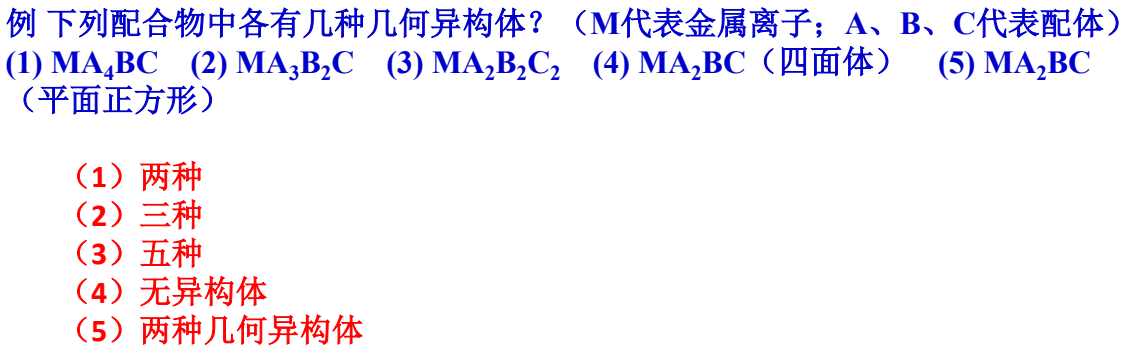 例 下列配合物中各有几种几何异构体？（M代表金属离子；A、B、C代表配体）
(1) MA₄BC (2) MA₃B₂C (3) MA₂B₂C₂ (4) MA₂BC（四面体） (5) MA₂BC
（平面正方形）
（1）两种
（2）三种
（3）五种
（4）无异构体
（5）两种几何异构体